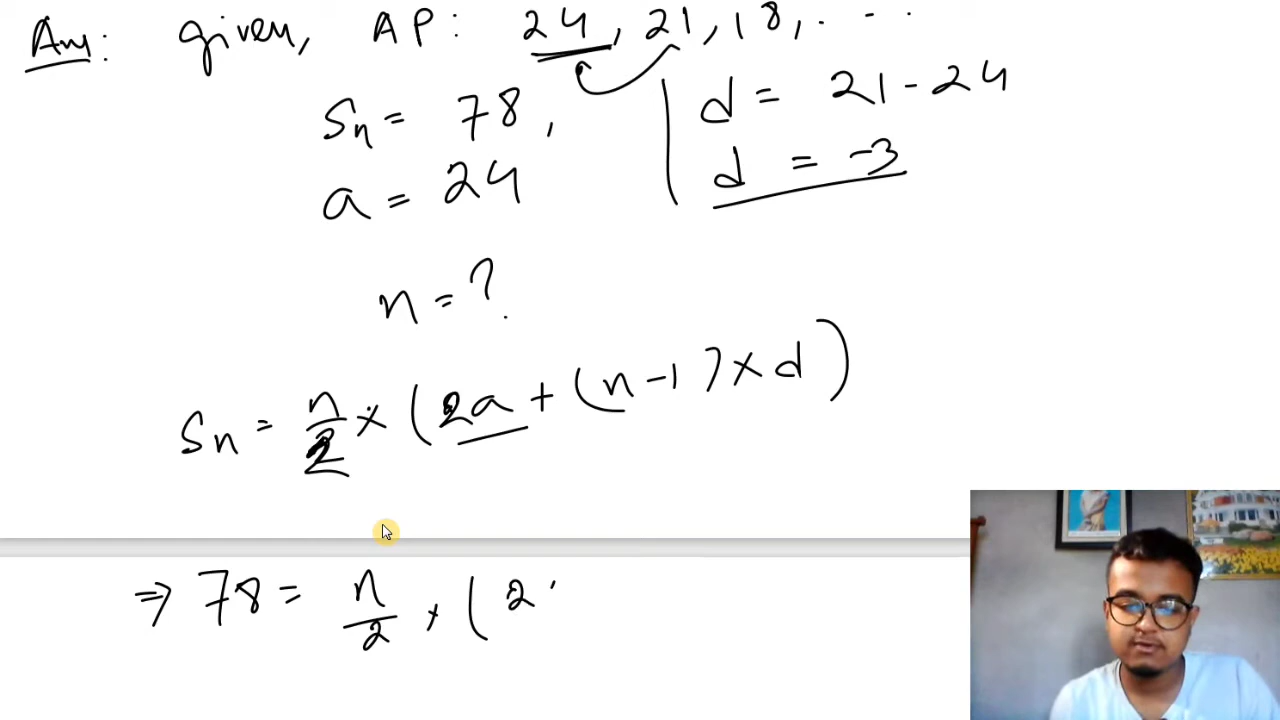 Ans: given, AP: 24, 21, 18, . . .
Sn = 78, d = 21 - 24
a = 24 d = -3
n = ?
Sn = n/2 × (2a + (n-1) × d)
⇒ 78 = n/2 × (2 .